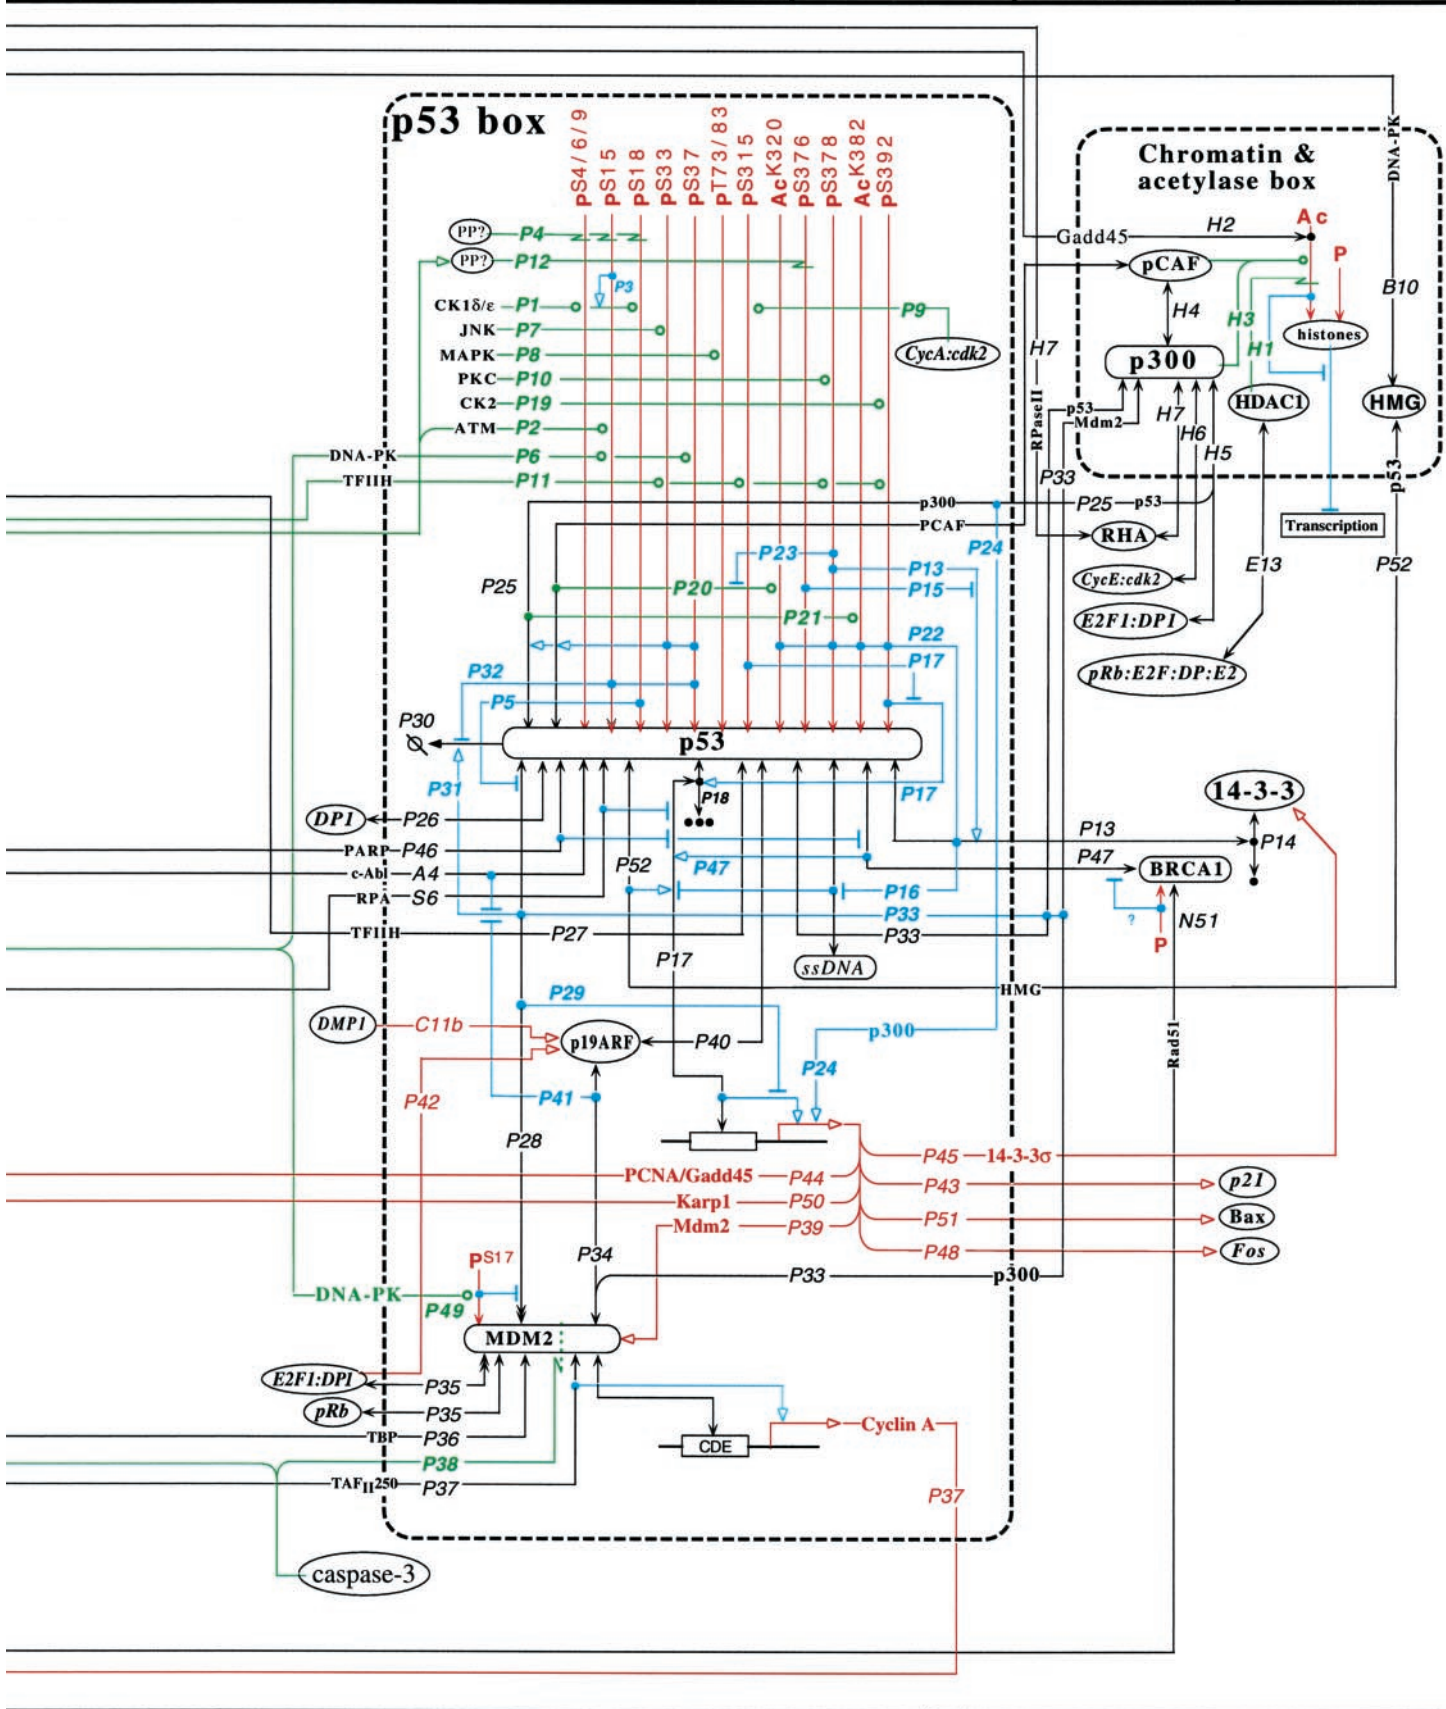 p53 box
PS4/6/9
PS15
PS18
PS33
PS37
PT73/83
PS315
AcK320
PS376
PS378
AcK382
PS392
Chromatin &
acetylase box
DNA-PK
Ac
P
Gadd45
H2
pCAF
H4
H3
H1
histones
p300
B10
HDAC1
HMG
H7
H6
H5
p53
Mdm2
H7
RPaseII
P33
PP? P4
PP? P12
P3
CK1δ/ε P1
P9
JNK P7
CycA:cdk2
MAPK P8
PKC P10
CK2 P19
ATM P2
DNA-PK P6
TFIIH P11
p300 P25 p53
PCAF
RHA
p53
Transcription
P24
P23
P13
P25
P20
P15
CycE:cdk2
E13
P52
P21
E2F1:DP1
P22
P17
pRb:E2F:DP:E2
P32
P5
P30
p53
P31
P18
P17
14-3-3
DP1 P26
P13
P14
PARP P46
P52
P47
P47
BRCA1
c-Abl A4
P16
RPA S6
P33
?
N51
TFIIH P27
P33
P
P17
ssDNA
P29
HMG
DMP1 C11b
p19ARF
P40
p300
Rad51
P42
P41
P24
P28
P45 14-3-3σ
PCNA/Gadd45 P44
P43
p21
Karp1 P50
P51
Bax
Mdm2 P39
P48
Fos
PS17
P34
P33
p300
DNA-PK
P49
MDM2
E2F1:DP1
P35
pRb P35
TBP P36
CDE
Cyclin A
P38
TAFII250 P37
P37
caspase-3